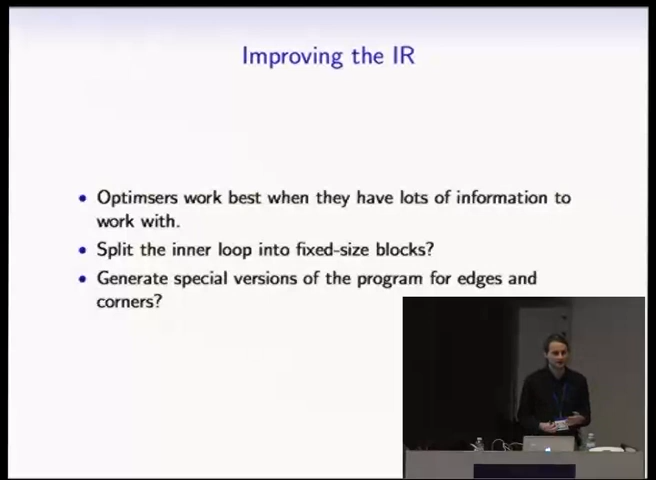 Improving the IR
Optimsers work best when they have lots of information to
work with.
Split the inner loop into fixed-size blocks?
Generate special versions of the program for edges and
corners?